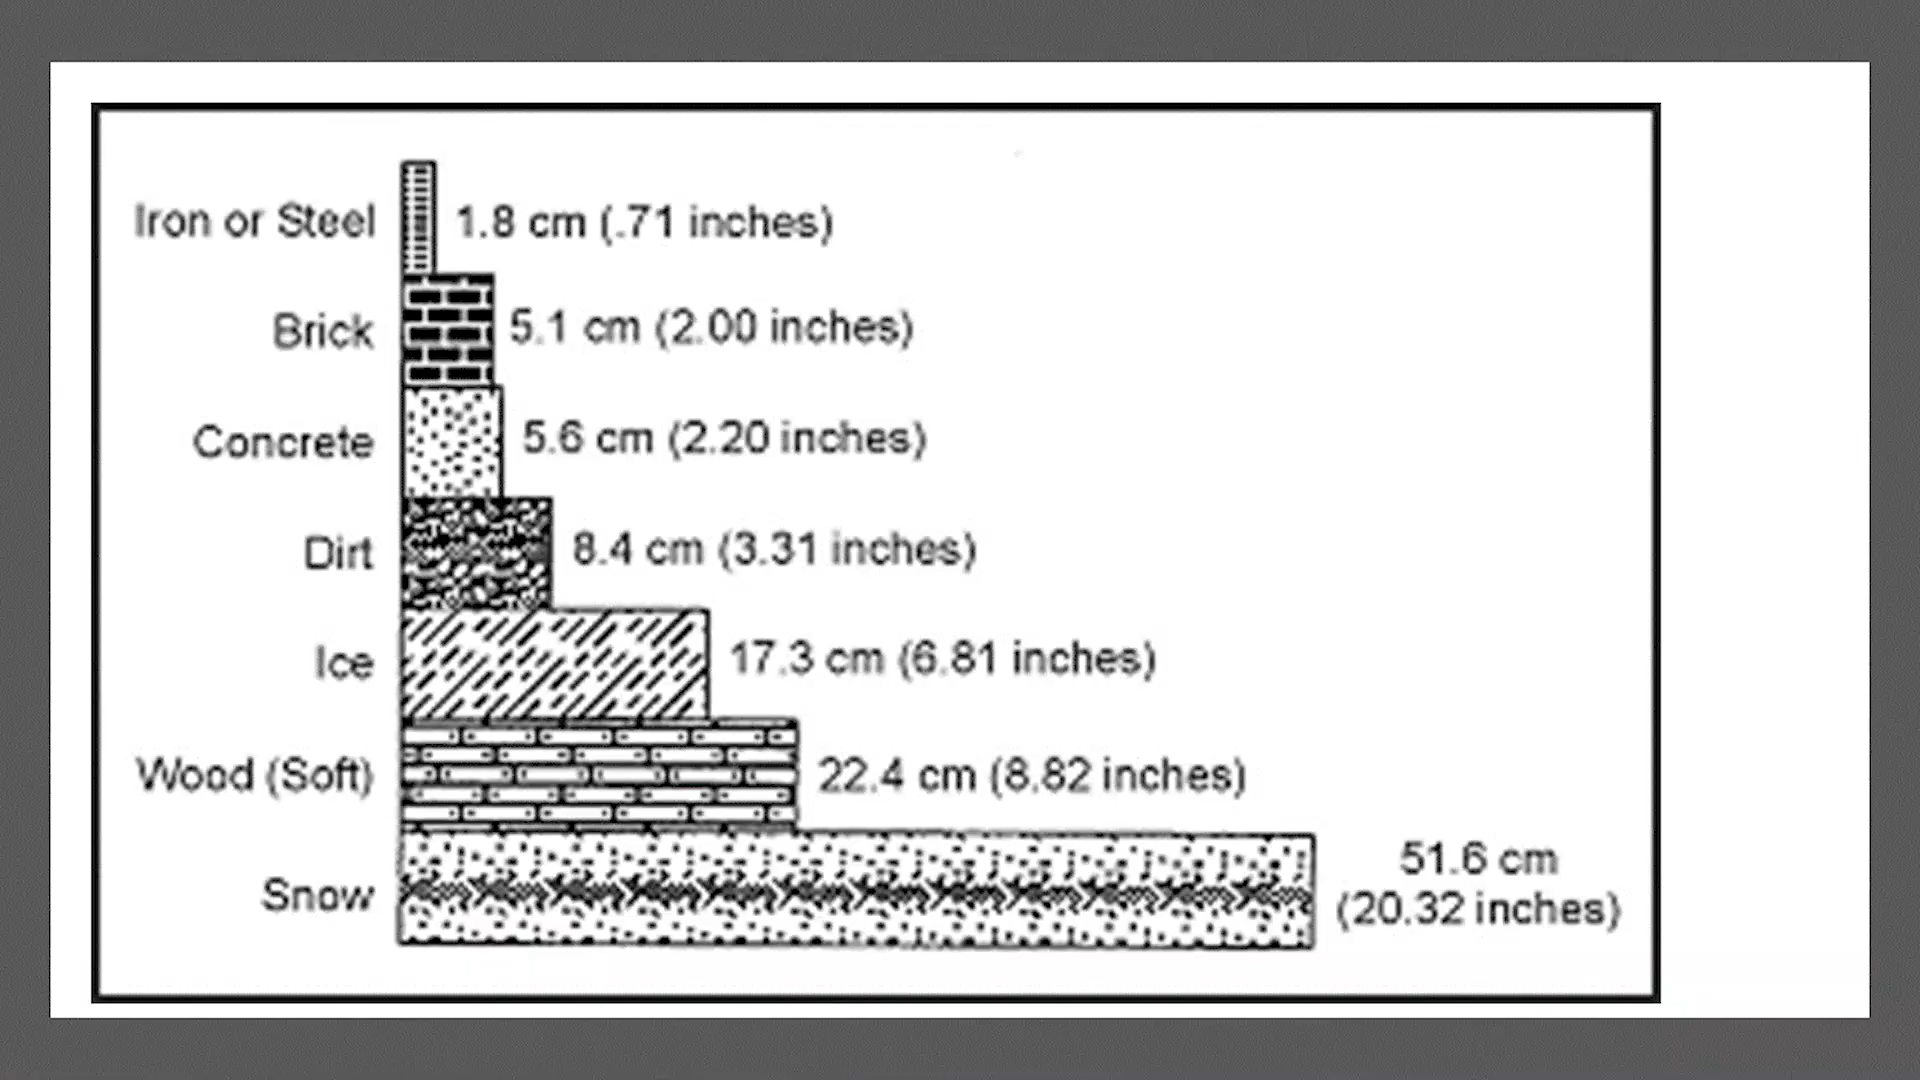 Iron or Steel 1.8 cm (.71 inches)
Brick 5.1 cm (2.00 inches)
Concrete 5.6 cm (2.20 inches)
Dirt 8.4 cm (3.31 inches)
Ice 17.3 cm (6.81 inches)
Wood (Soft) 22.4 cm (8.82 inches)
Snow 51.6 cm
(20.32 inches)